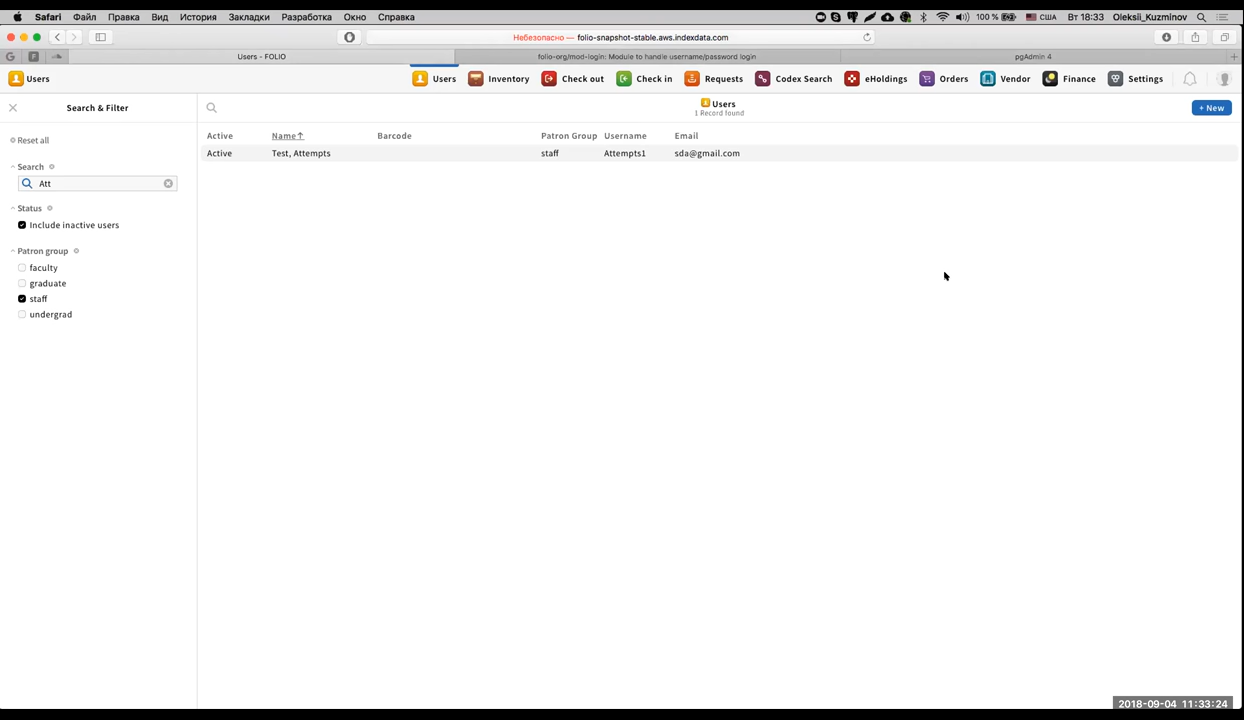 Safari Файл Правка Вид История Закладки Разработка Окно Справка 100 % США Вт 18:33 Oleksii_Kuzminov
Небезопасно — folio-snapshot-stable.aws.indexdata.com
G F Users - FOLIO folio-org/mod-login: Module to handle username/password login pgAdmin 4 +
Users Users Inventory Check out Check in Requests Codex Search eHoldings Orders Vendor Finance Settings
Search & Filter Users
1 Record found
+ New
Reset all
Active Name Barcode Patron Group Username Email
Active Test, Attempts staff Attempts1 sda@gmail.com
Search
Att
Status
Include inactive users
Patron group
faculty
graduate
staff
undergrad
2018-09-04 11:33:24